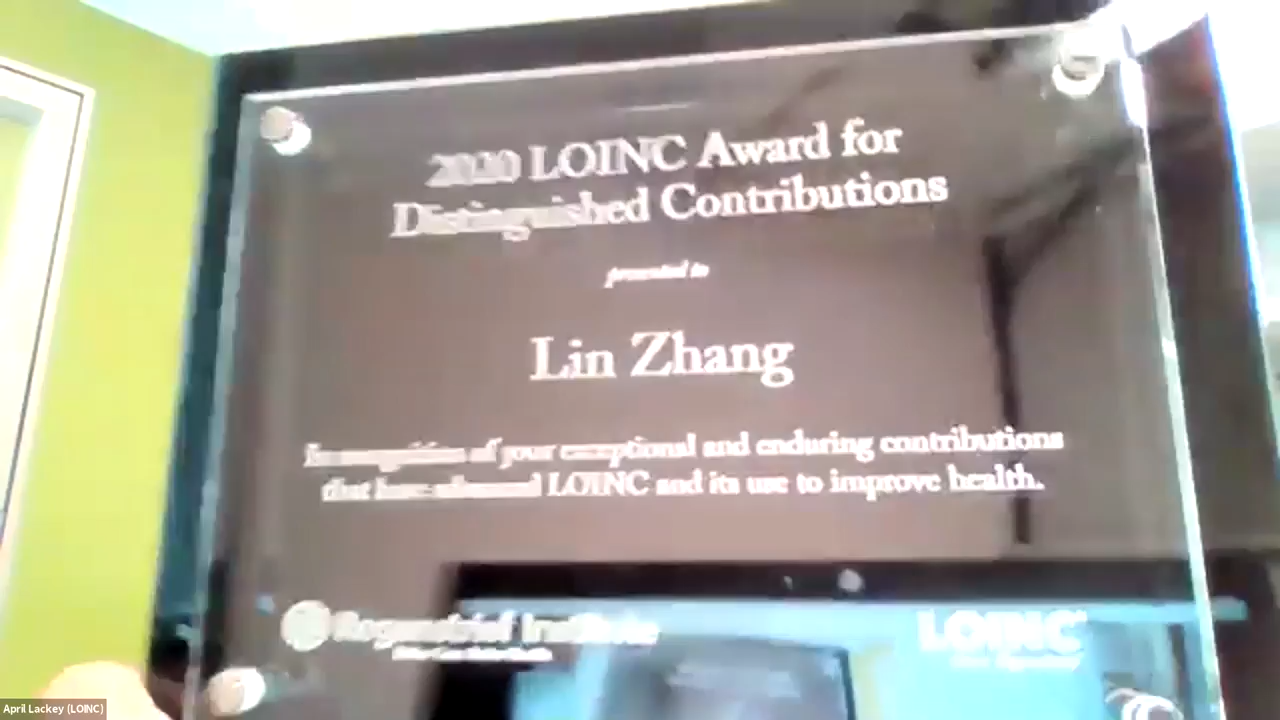 2020 LOINC Award for
Distinguished Contributions
presented to
Lin Zhang
In recognition of your exceptional and enduring contributions
that have advanced LOINC and its use to improve health.
Regenstrief Institute
LOINC
April Lackey (LOINC)